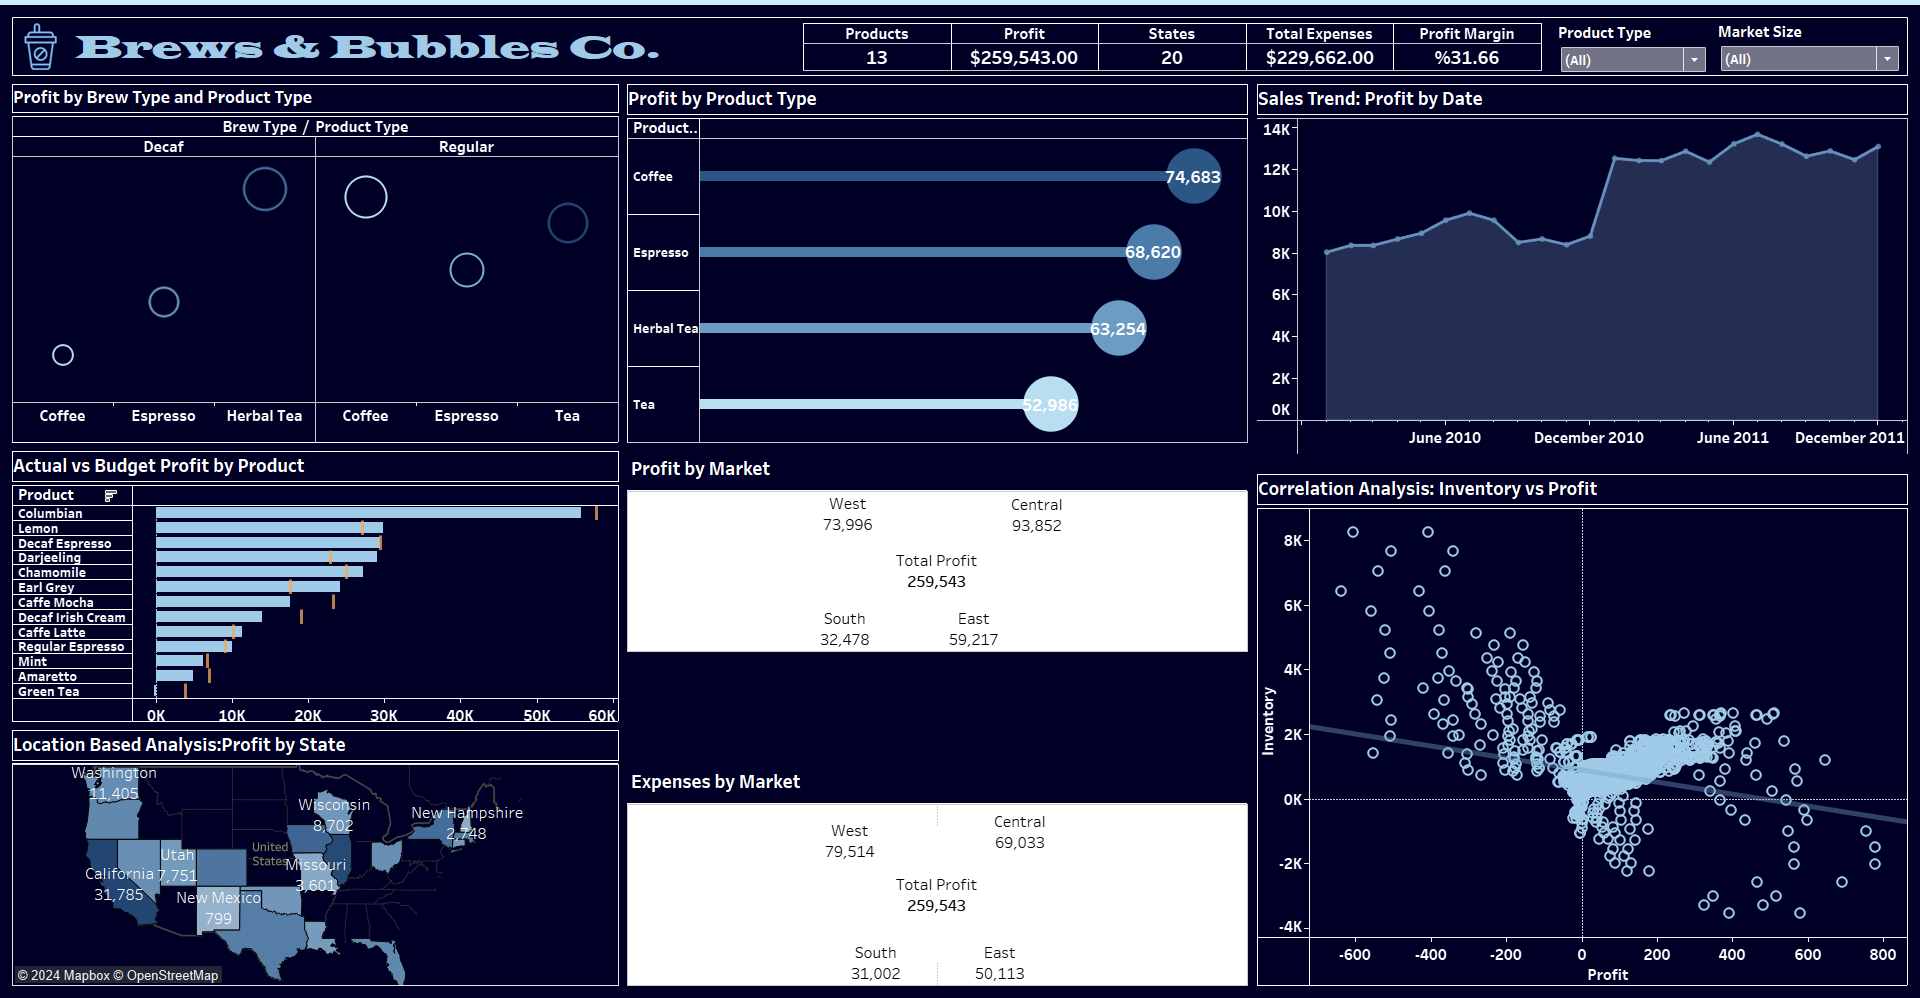 Brews & Bubbles Co.
Products
13
Profit
$259,543.00
States
20
Total Expenses
$229,662.00
Profit Margin
%31.66
Product Type
(All)
Market Size
(All)
Profit by Brew Type and Product Type
Brew Type / Product Type
Decaf
Regular
Coffee
Espresso
Herbal Tea
Coffee
Espresso
Tea
Profit by Product Type
Product..
Coffee
74,683
Espresso
68,620
Herbal Tea
63,254
Tea
52,986
Sales Trend: Profit by Date
14K
12K
10K
8K
6K
4K
2K
0K
June 2010
December 2010
June 2011
December 2011
Actual vs Budget Profit by Product
Product
Columbian
Lemon
Decaf Espresso
Darjeeling
Chamomile
Earl Grey
Caffe Mocha
Decaf Irish Cream
Caffe Latte
Regular Espresso
Mint
Amaretto
Green Tea
0K
10K
20K
30K
40K
50K
60K
Profit by Market
West
73,996
Central
93,852
Total Profit
259,543
South
32,478
East
59,217
Correlation Analysis: Inventory vs Profit
Inventory
8K
6K
4K
2K
0K
-2K
-4K
-600
-400
-200
0
200
400
600
800
Profit
Location Based Analysis:Profit by State
Washington
11,405
Wisconsin
8,702
New Hampshire
2,748
United
States
Utah
7,751
Missouri
3,601
California
31,785
New Mexico
799
© 2024 Mapbox © OpenStreetMap
Expenses by Market
West
79,514
Central
69,033
Total Profit
259,543
South
31,002
East
50,113